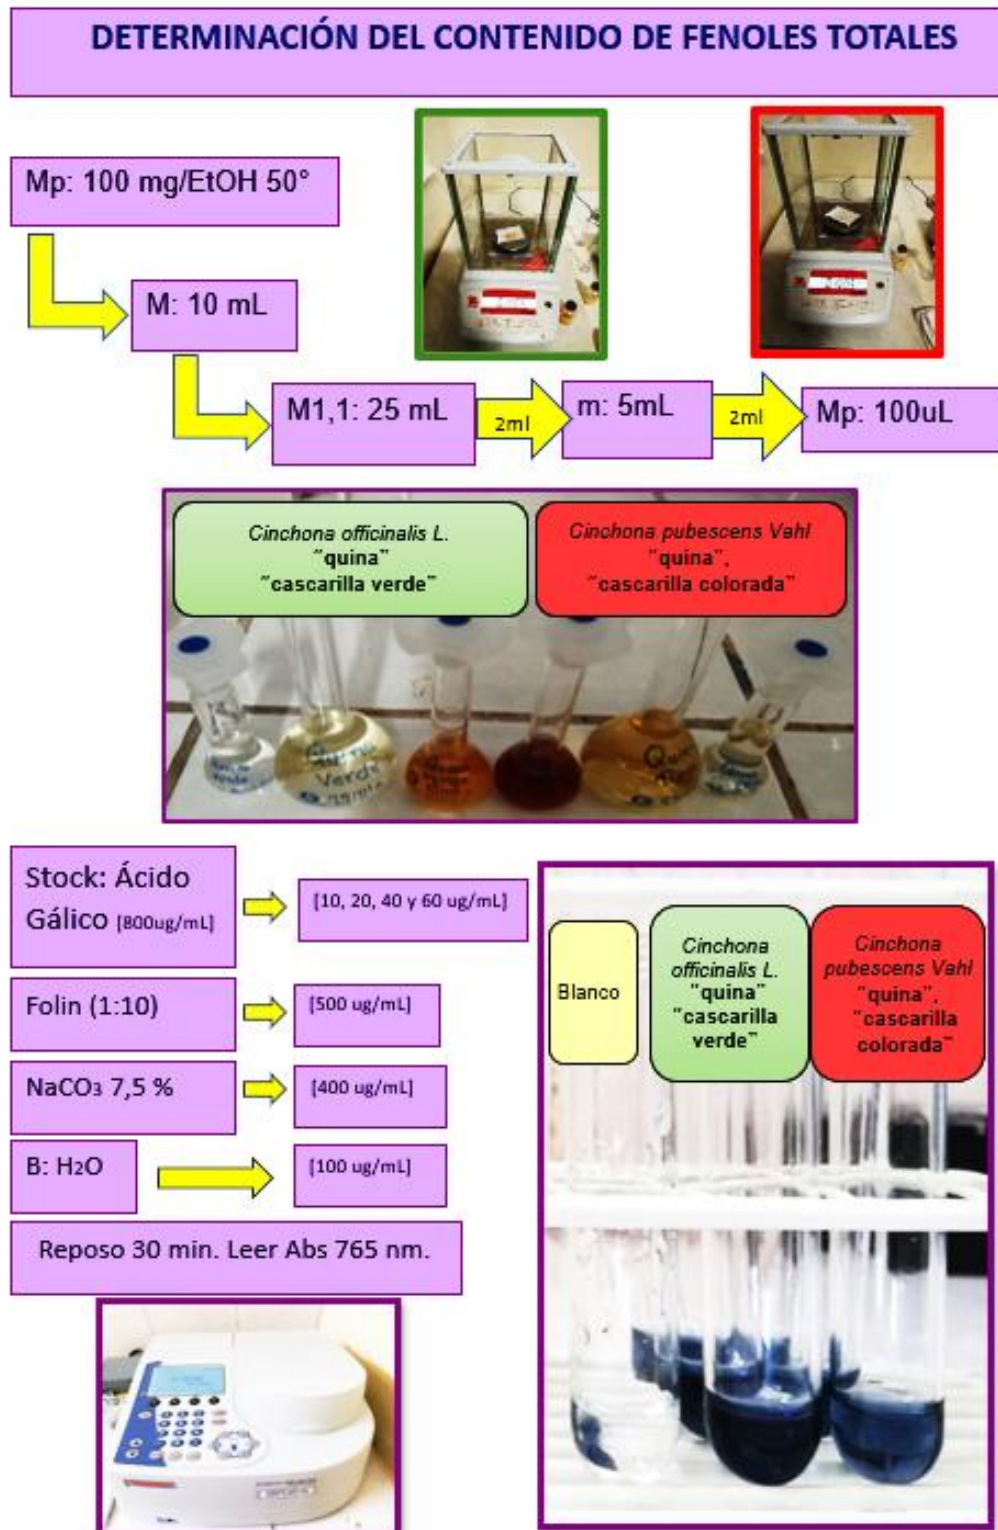 DETERMINACIÓN DEL CONTENIDO DE FENOLES TOTALES
Mp: 100 mg/EtOH 50°
M: 10 mL
M1,1: 25 mL
2ml
m: 5mL
2ml
Mp: 100uL
Cinchona officinalis L.
"quina"
"cascarilla verde"
Cinchona pubescens Vahl
"quina",
"cascarilla colorada"
Verde
Quina
Verde
Stock: Ácido
Gálico [800ug/mL]
[10, 20, 40 y 60 ug/mL]
Folin (1:10)
[500 ug/mL]
NaCO3 7,5 %
[400 ug/mL]
B: H2O
[100 ug/mL]
Reposo 30 min. Leer Abs 765 nm.
Blanco
Cinchona
officinalis L.
"quina"
"cascarilla
verde"
Cinchona
pubescens Vahl
"quina",
"cascarilla
colorada"